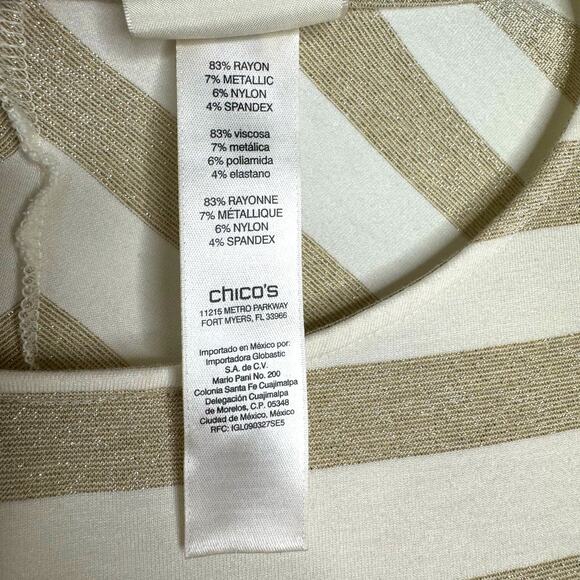 83% RAYON
7% METALLIC
6% NYLON
4% SPANDEX
83% viscosa
7% metálica
6% poliamida
4% elastano
83% RAYONNE
7% MÉTALLIQUE
6% NYLON
4% SPANDEX
chico's
11215 METRO PARKWAY
FORT MYERS, FL 33966
Importado en México por:
Importadora Globastic
S.A. de C.V.
Mario Pani No. 200
Colonia Santa Fe Cuajimalpa
Delegación Cuajimalpa
de Morelos, C.P. 05348
Ciudad de México, México
RFC: IGL090327SE5